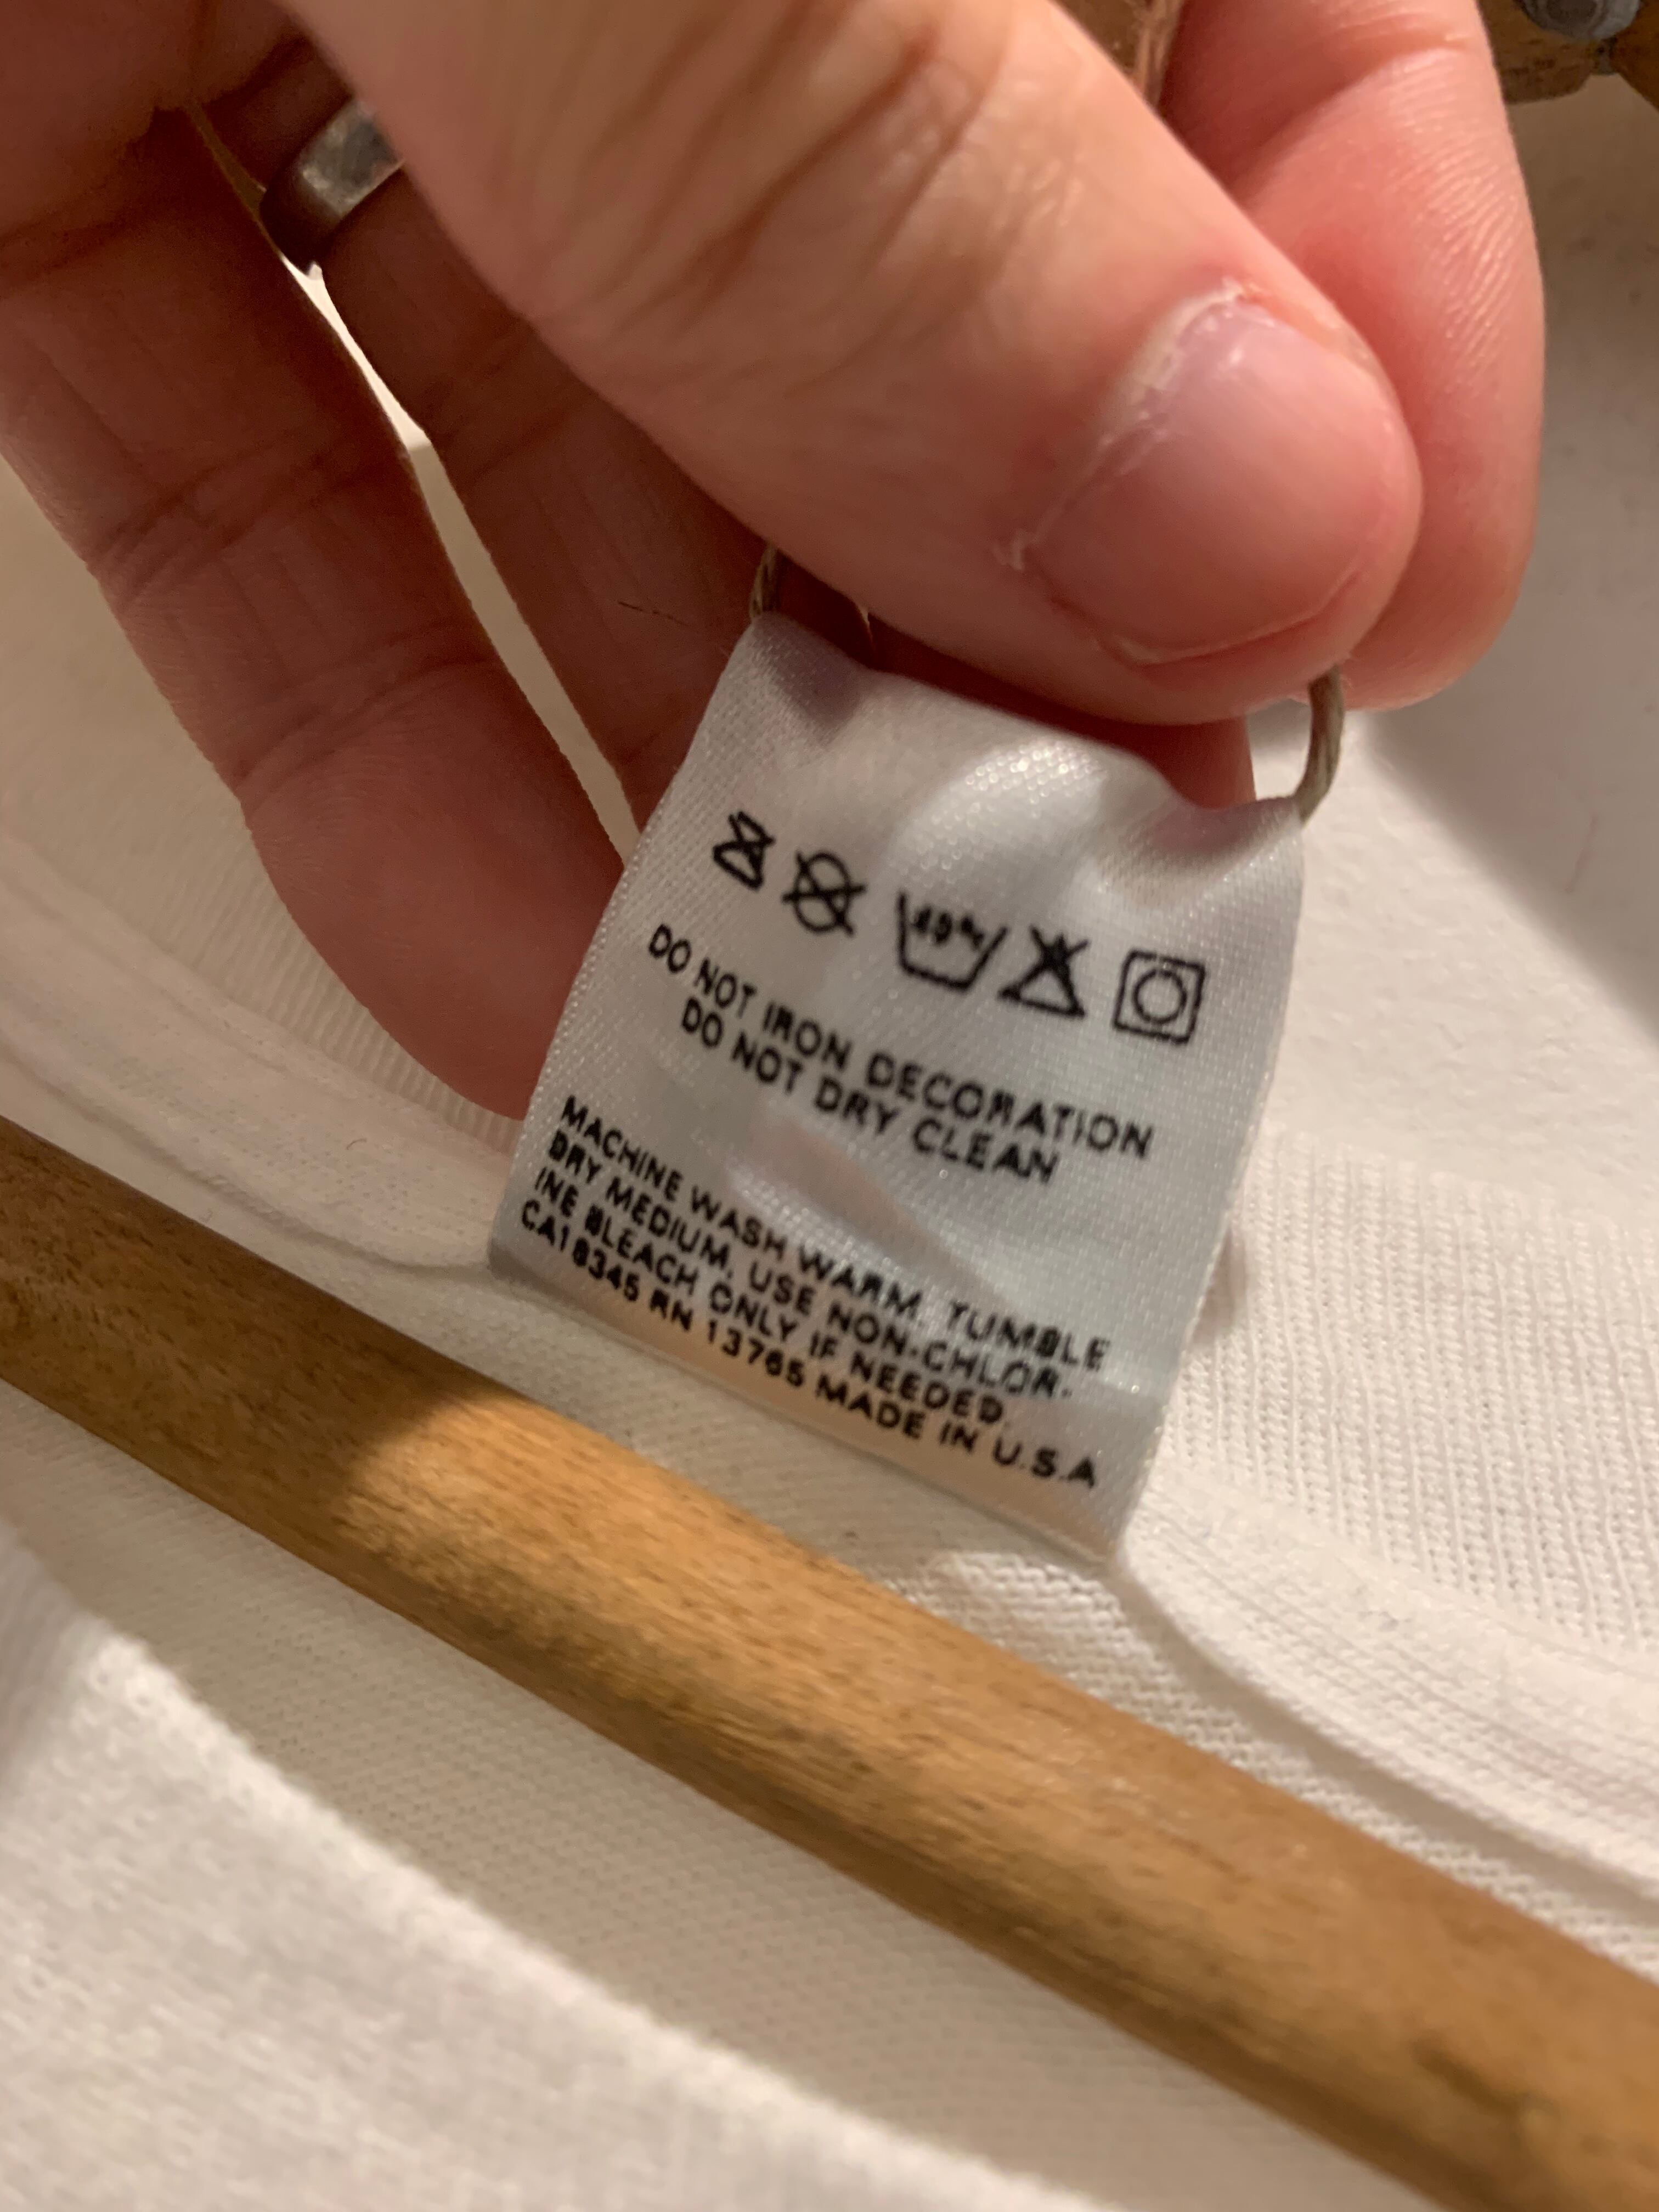 40°
DO NOT IRON DECORATION
DO NOT DRY CLEAN
MACHINE WASH WARM, TUMBLE
DRY MEDIUM, USE NON-CHLOR-
INE BLEACH ONLY IF NEEDED.
CA18345 RN 13765 MADE IN U.S.A